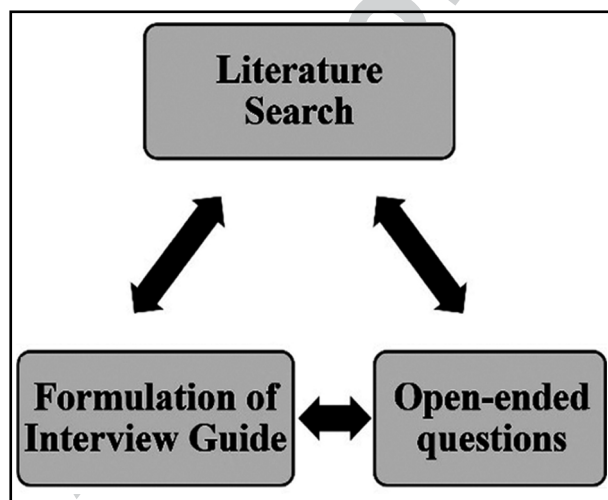 Literature
Search
Formulation of
Interview Guide
Open-ended
questions